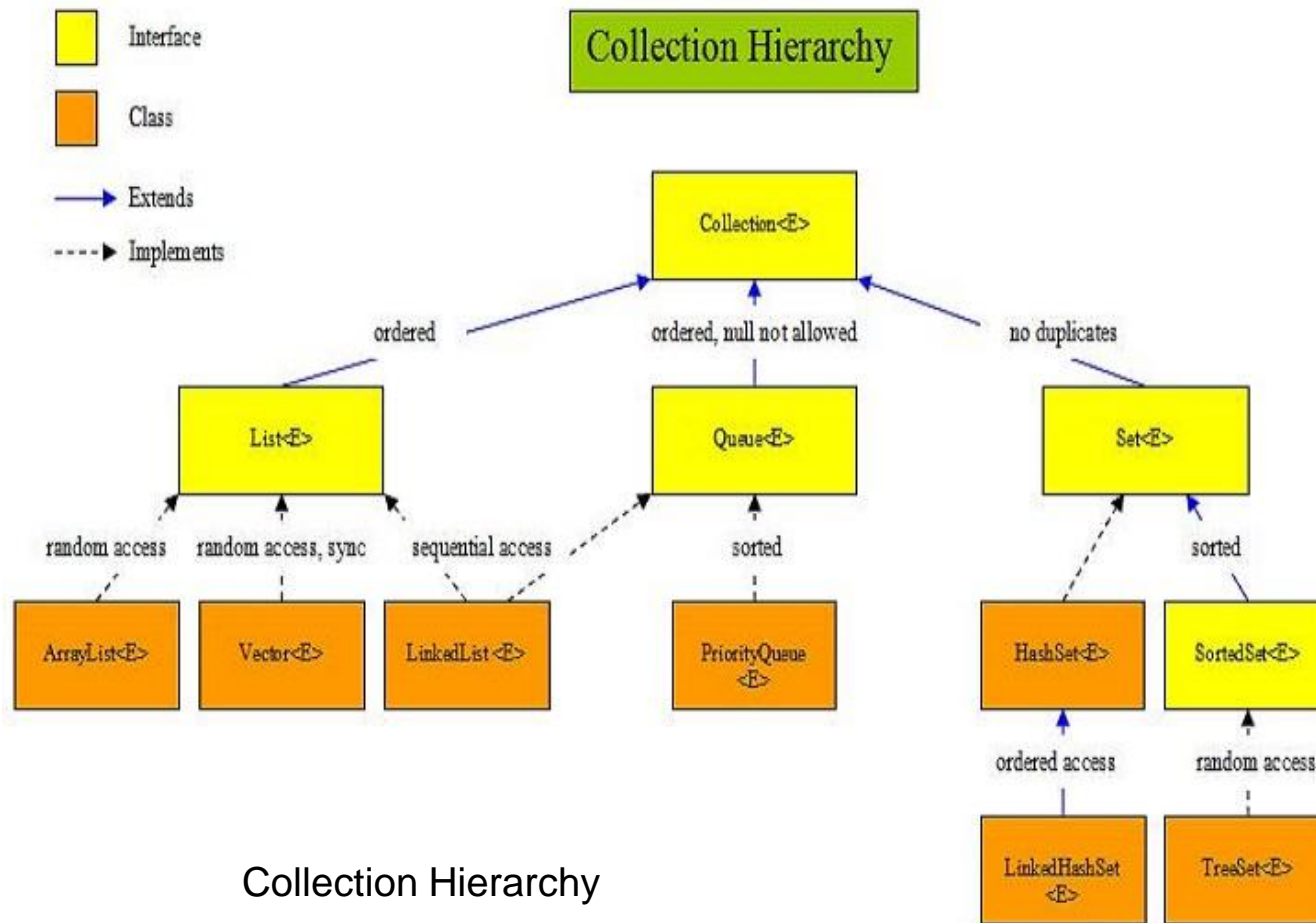 Interface
Collection Hierarchy
Class
Extends
Implements
Collection<E>
ordered
ordered, null not allowed
no duplicates
List<E>
Queue<E>
Set<E>
random access
random access, sync
sequential access
sorted
sorted
ArrayList<E>
Vector<E>
LinkedList <E>
PriorityQueue
<E>
HashSet<E>
SortedSet<E>
ordered access
random access
LinkedHashSet
<E>
TreeSet<E>
Collection Hierarchy